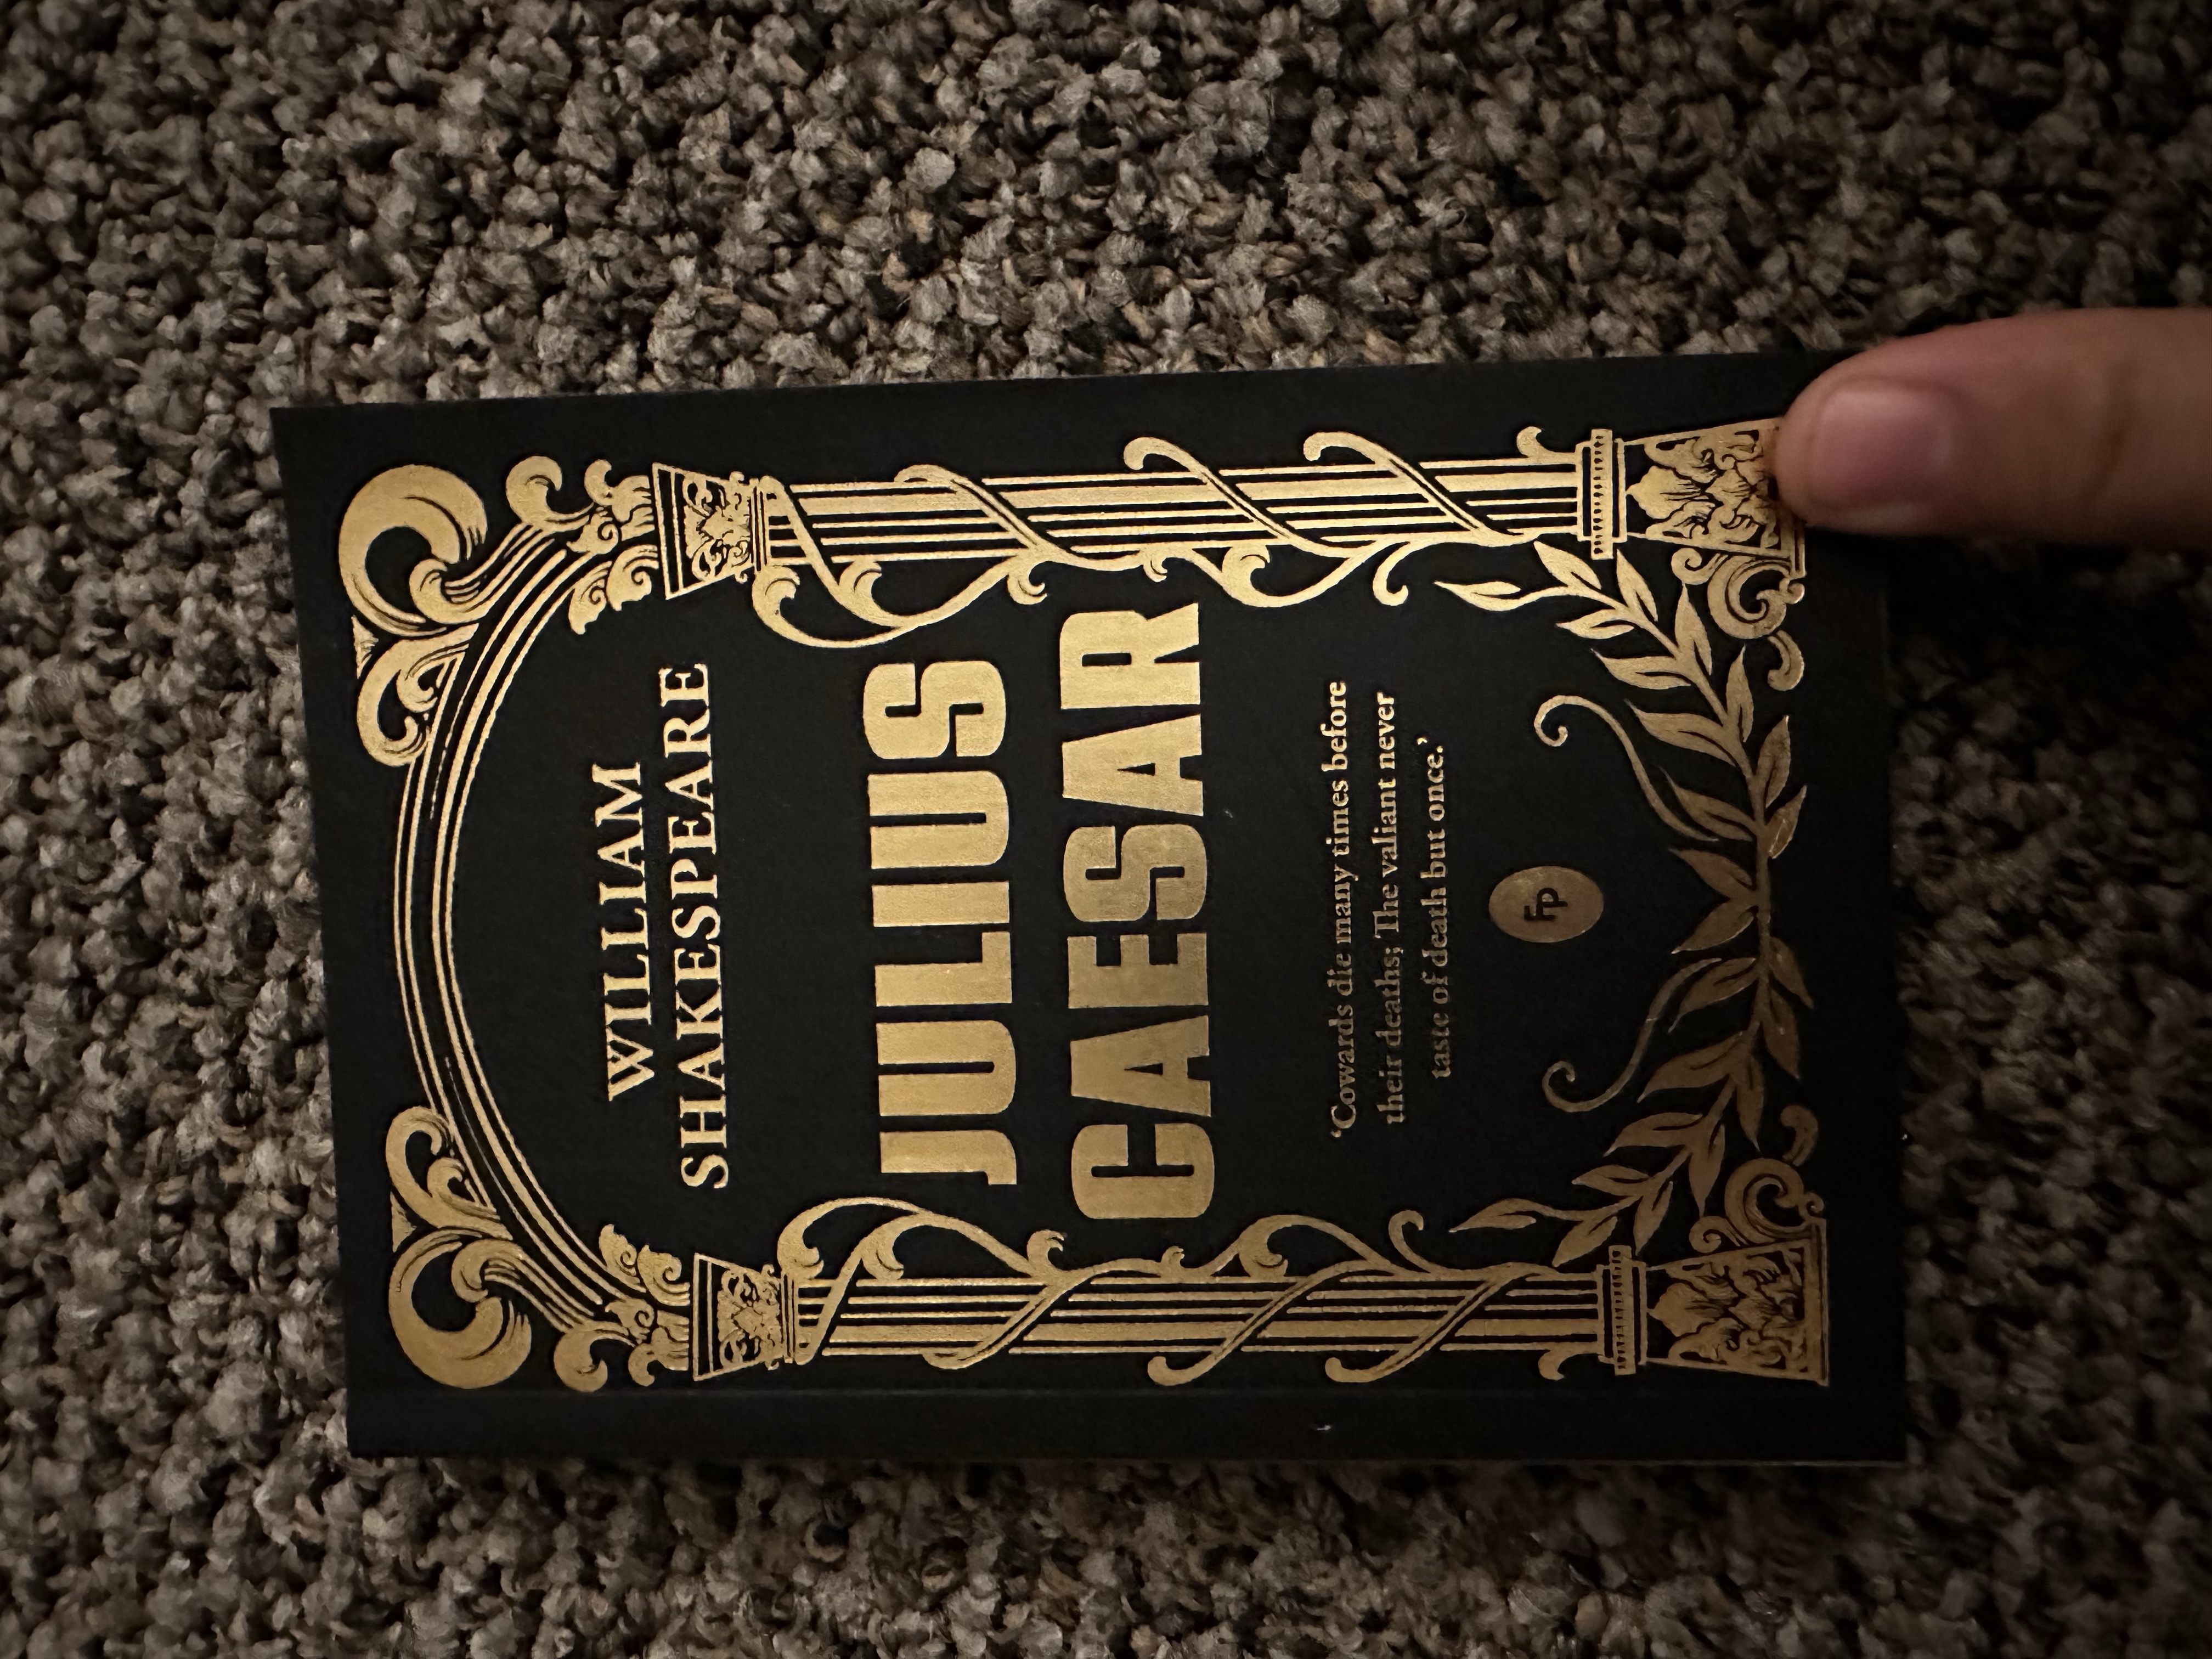 WILLIAM
SHAKESPEARE
JULIUS
CAESAR
‘Cowards die many times before
their deaths; The valiant never
taste of death but once.’
FP